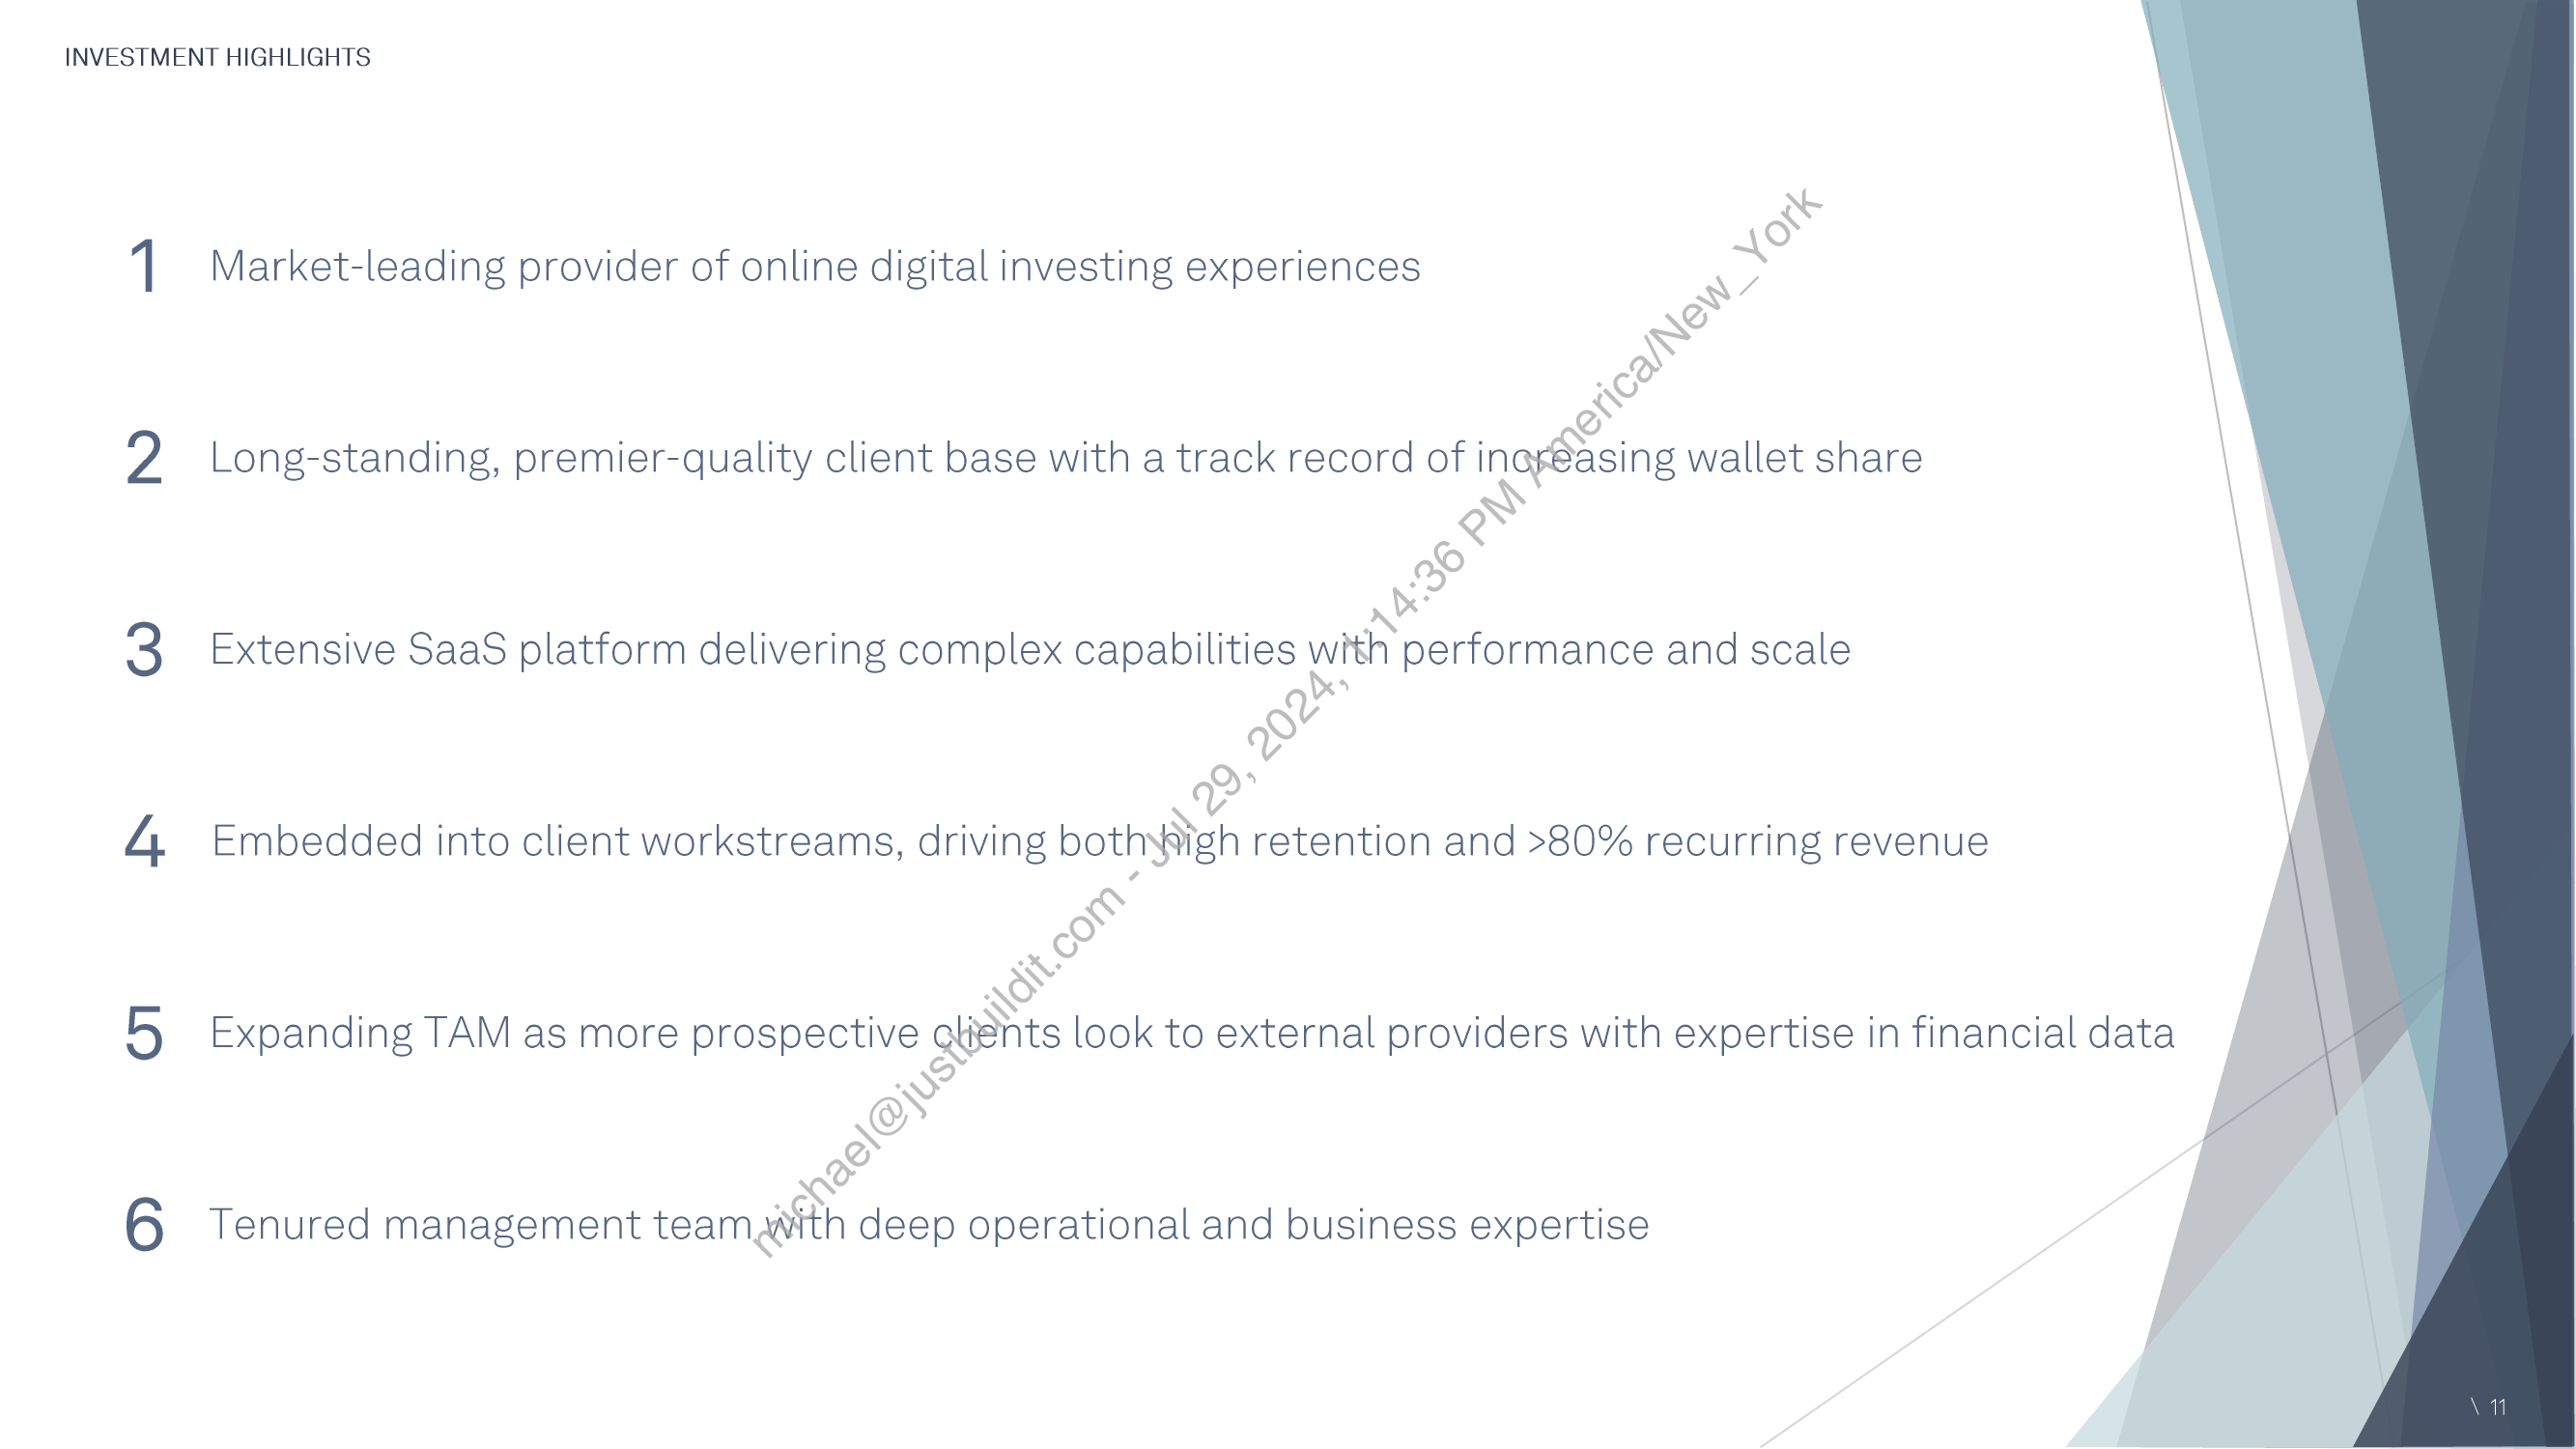 INVESTMENT HIGHLIGHTS
1 Market-leading provider of online digital investing experiences
2 Long-standing, premier-quality client base with a track record of increasing wallet share
3 Extensive SaaS platform delivering complex capabilities with performance and scale
4 Embedded into client workstreams, driving both high retention and >80% recurring revenue
5 Expanding TAM as more prospective clients look to external providers with expertise in financial data
6 Tenured management team with deep operational and business expertise
michael@justbuildit.com - Jul 29, 2024, 1:14:36 PM America/New_York
\ 11